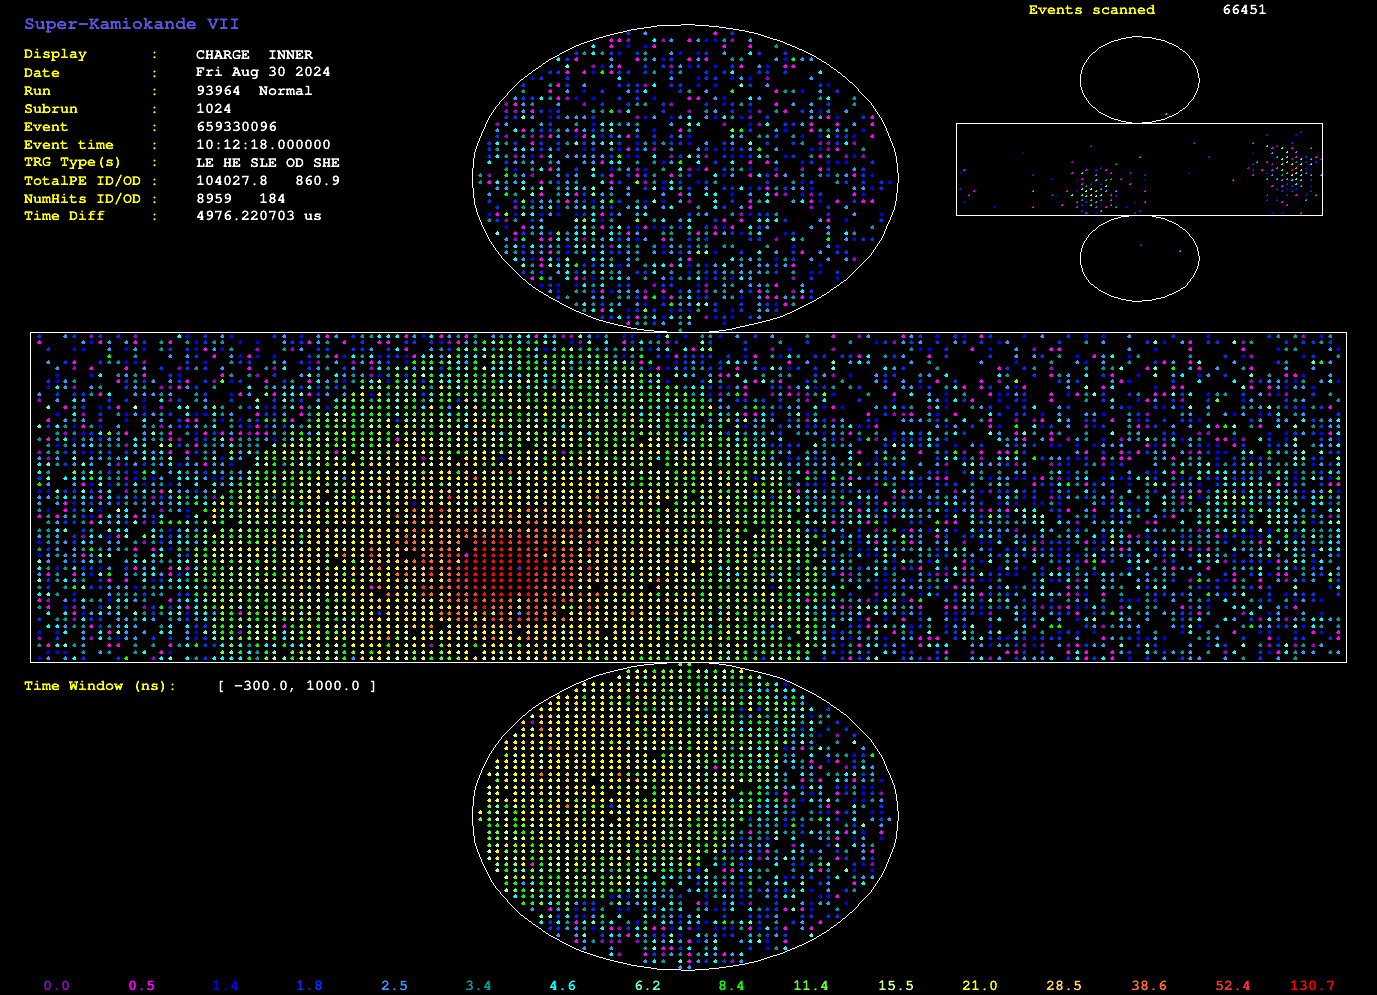 Super-Kamiokande VII
Events scanned 66451
Display : CHARGE INNER
Date : Fri Aug 30 2024
Run : 93964 Normal
Subrun : 1024
Event : 659330096
Event time : 10:12:18.000000
TRG Type(s) : LE HE SLE OD SHE
TotalPE ID/OD : 104027.8 860.9
NumHits ID/OD : 8959 184
Time Diff : 4976.220703 us
Time Window (ns): [ -300.0, 1000.0 ]
0.0 0.5 1.4 1.8 2.5 3.4 4.6 6.2 8.4 11.4 15.5 21.0 28.5 38.6 52.4 130.7